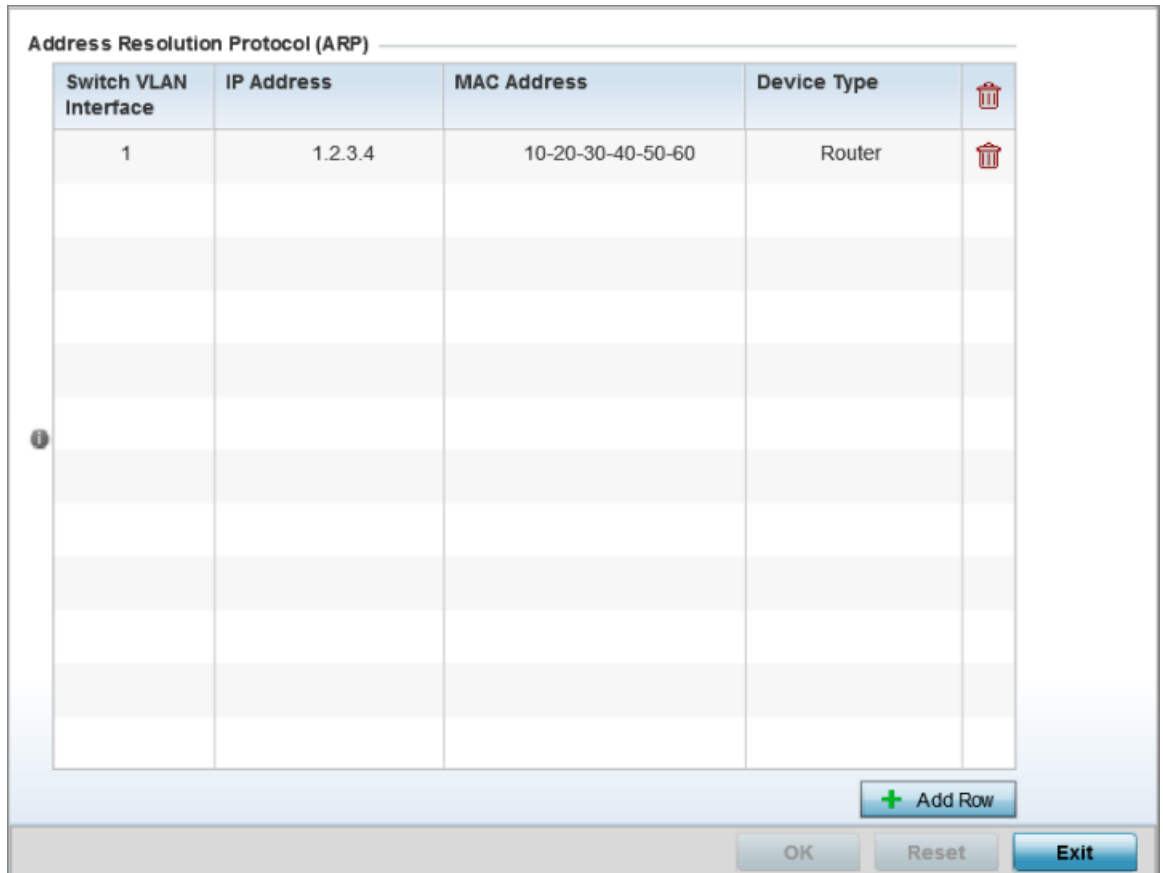 Address Resolution Protocol (ARP)
Switch VLAN Interface IP Address MAC Address Device Type
1 1.2.3.4 10-20-30-40-50-60 Router
Add Row
OK Reset Exit